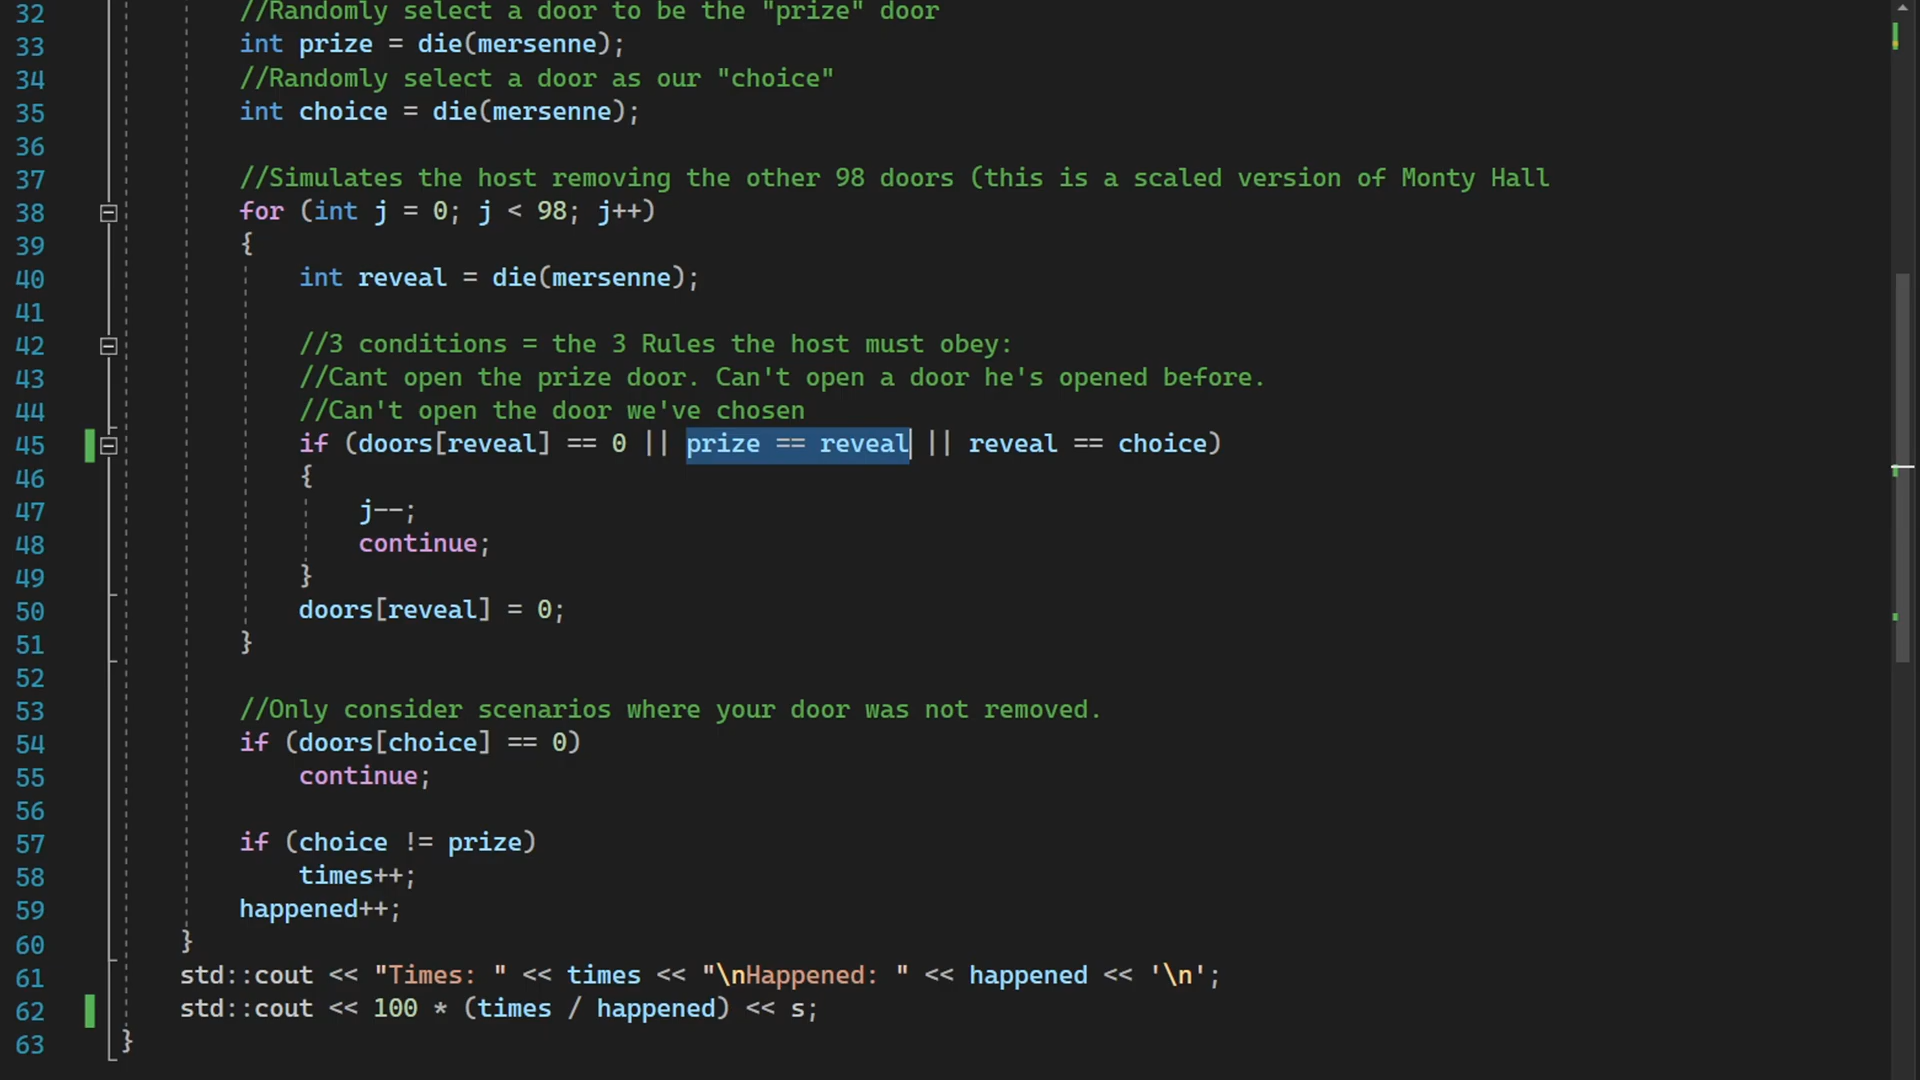 32 //Randomly select a door to be the "prize" door
33 int prize = die(mersenne);
34 //Randomly select a door as our "choice"
35 int choice = die(mersenne);
36
37 //Simulates the host removing the other 98 doors (this is a scaled version of Monty Hall
38 for (int j = 0; j < 98; j++)
39 {
40 int reveal = die(mersenne);
41
42 //3 conditions = the 3 Rules the host must obey:
43 //Cant open the prize door. Can't open a door he's opened before.
44 //Can't open the door we've chosen
45 if (doors[reveal] == 0 || prize == reveal || reveal == choice)
46 {
47 j--;
48 continue;
49 }
50 doors[reveal] = 0;
51 }
52
53 //Only consider scenarios where your door was not removed.
54 if (doors[choice] == 0)
55 continue;
56
57 if (choice != prize)
58 times++;
59 happened++;
60 }
61 std::cout << "Times: " << times << "\nHappened: " << happened << '\n';
62 std::cout << 100 * (times / happened) << s;
63 }